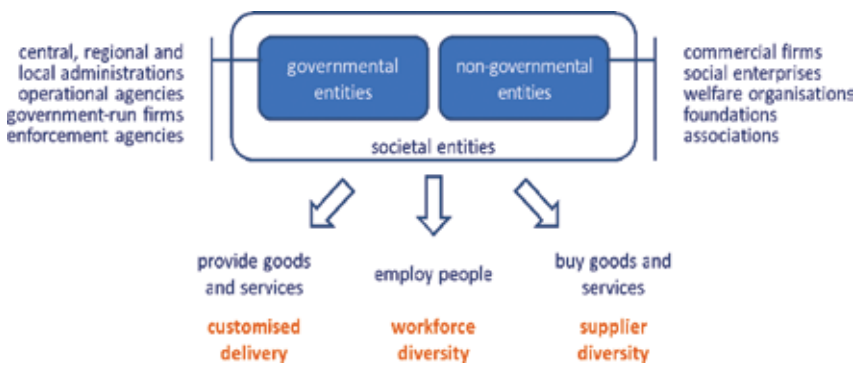 central, regional and
local administrations
operational agencies
government-run firms
enforcement agencies
governmental
entities
non-governmental
entities
commercial firms
social enterprises
welfare organisations
foundations
associations
societal entities
provide goods
and services
employ people
buy goods and
services
customised
delivery
workforce
diversity
supplier
diversity